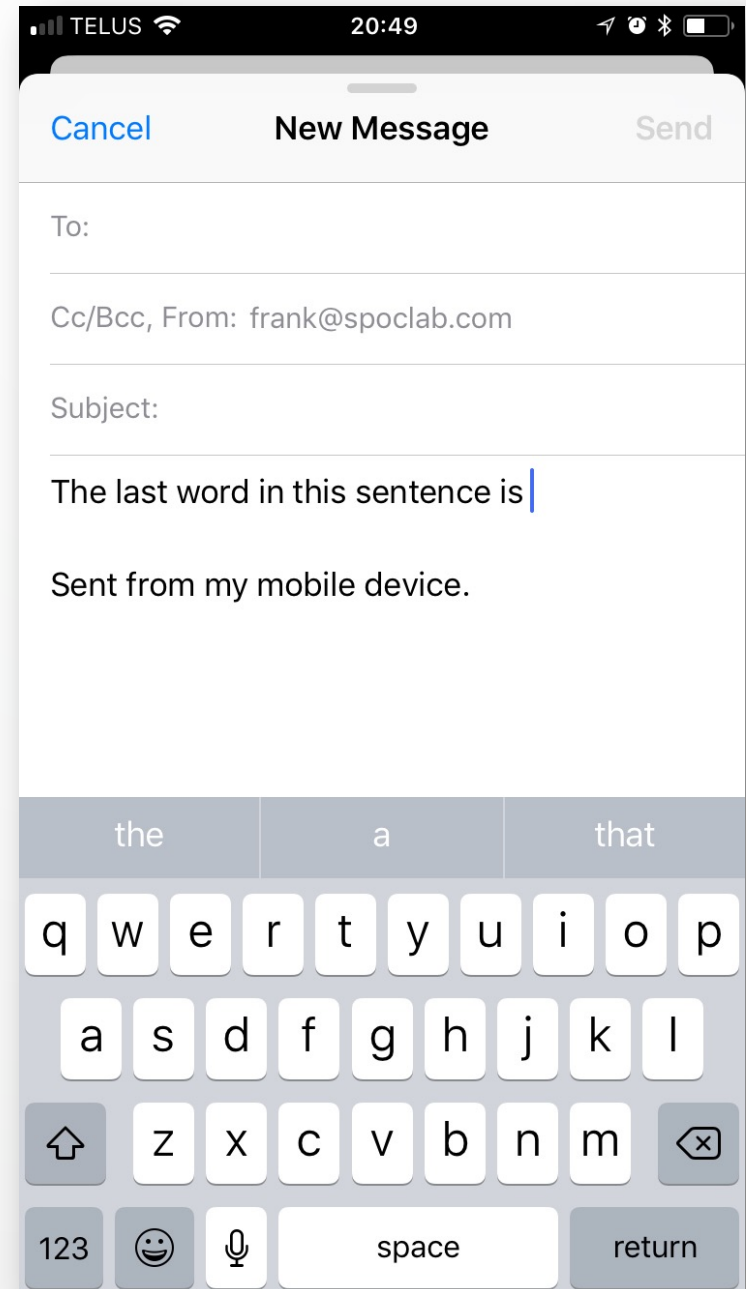 TELUS 20:49
Cancel New Message Send
To:
Cc/Bcc, From: frank@spoclab.com
Subject:
The last word in this sentence is
Sent from my mobile device.
the a that
q w e r t y u i o p
a s d f g h j k l
z x c v b n m
123 space return